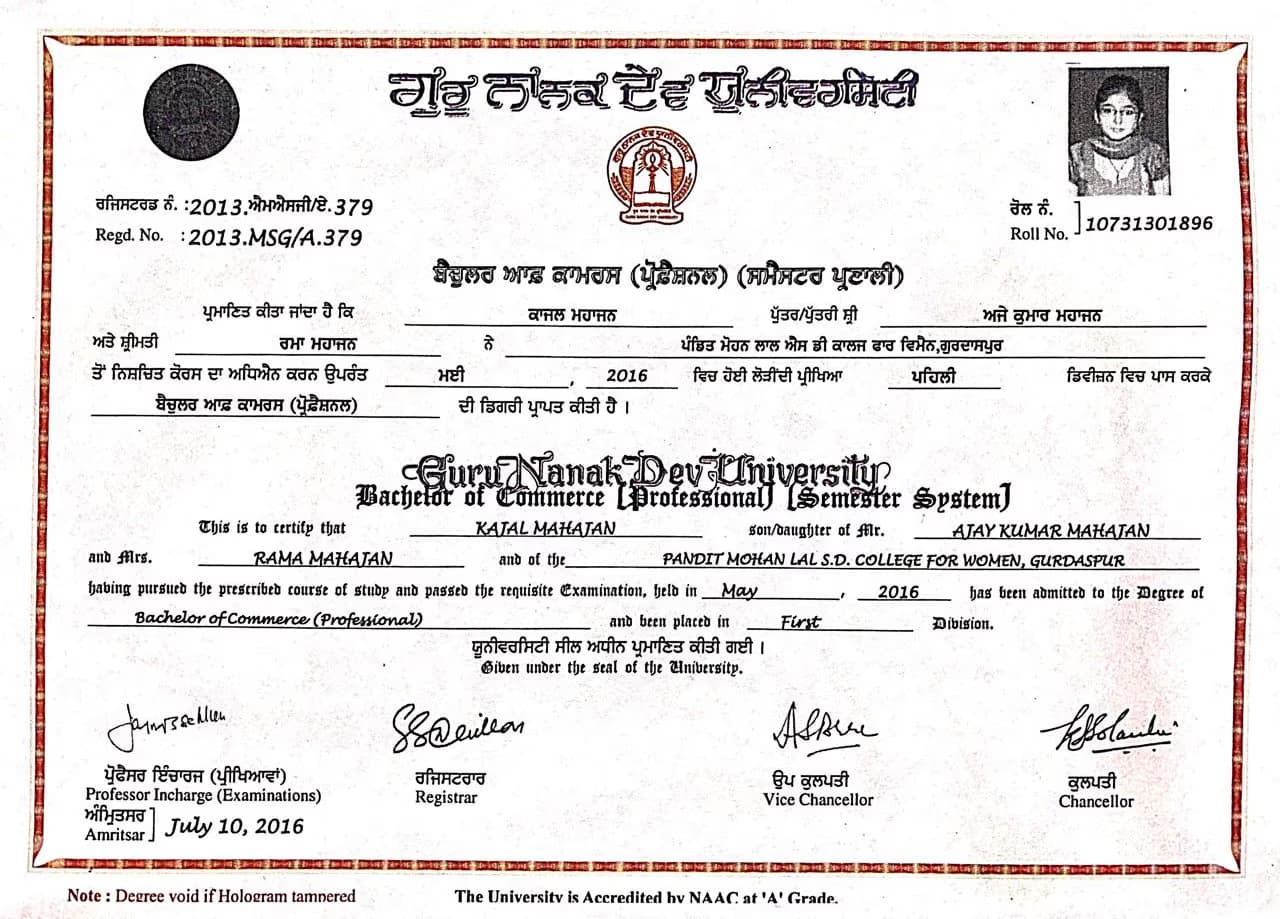 ਗੁਰੂ ਨਾਨਕ ਦੇਵ ਯੂਨੀਵਰਸਿਟੀ
ਰਜਿਸਟਰਡ ਨੰ. :2013.ਐਮਐਸਜੀ/ਏ.379
Regd. No. :2013.MSG/A.379
ਰੋਲ ਨੰ.
Roll No. 10731301896
ਬੈਚੁਲਰ ਆਫ਼ ਕਾਮਰਸ (ਪ੍ਰੋਫ਼ੈਸ਼ਨਲ) (ਸਮੈਸਟਰ ਪ੍ਰਣਾਲੀ)
ਪ੍ਰਮਾਣਿਤ ਕੀਤਾ ਜਾਂਦਾ ਹੈ ਕਿ ਕਾਜਲ ਮਹਾਜਨ ਪੁੱਤਰ/ਪੁੱਤਰੀ ਸ਼੍ਰੀ ਅਜੇ ਕੁਮਾਰ ਮਹਾਜਨ
ਅਤੇ ਸ਼੍ਰੀਮਤੀ ਰਮਾ ਮਹਾਜਨ ਨੇ ਪੰਡਿਤ ਮੋਹਨ ਲਾਲ ਐਸ ਡੀ ਕਾਲਜ ਫਾਰ ਵਿਮੈਨ,ਗੁਰਦਾਸਪੁਰ
ਤੋਂ ਨਿਸ਼ਚਿਤ ਕੋਰਸ ਦਾ ਅਧਿਐਨ ਕਰਨ ਉਪਰੰਤ ਮਈ , 2016 ਵਿਚ ਹੋਈ ਲੋੜੀਂਦੀ ਪ੍ਰੀਖਿਆ ਪਹਿਲੀ ਡਿਵੀਜ਼ਨ ਵਿਚ ਪਾਸ ਕਰਕੇ
ਬੈਚੁਲਰ ਆਫ਼ ਕਾਮਰਸ (ਪ੍ਰੋਫ਼ੈਸ਼ਨਲ) ਦੀ ਡਿਗਰੀ ਪ੍ਰਾਪਤ ਕੀਤੀ ਹੈ ।
Guru Nanak Dev University
Bachelor of Commerce (Professional) (Semester System)
This is to certify that KAJAL MAHAJAN son/daughter of Mr. AJAY KUMAR MAHAJAN
and Mrs. RAMA MAHAJAN and of the PANDIT MOHAN LAL S.D. COLLEGE FOR WOMEN, GURDASPUR
having pursued the prescribed course of study and passed the requisite Examination, held in May , 2016 has been admitted to the Degree of
Bachelor of Commerce (Professional) and been placed in First Division.
ਯੂਨੀਵਰਸਿਟੀ ਸੀਲ ਅਧੀਨ ਪ੍ਰਮਾਣਿਤ ਕੀਤੀ ਗਈ ।
Given under the seal of the University.
ਪ੍ਰੋਫੈਸਰ ਇੰਚਾਰਜ (ਪ੍ਰੀਖਿਆਵਾਂ) ਰਜਿਸਟਰਾਰ ਉਪ ਕੁਲਪਤੀ ਕੁਲਪਤੀ
Professor Incharge (Examinations) Registrar Vice Chancellor Chancellor
ਅੰਮ੍ਰਿਤਸਰ
Amritsar July 10, 2016
Note : Degree void if Hologram tampered The University is Accredited by NAAC at 'A' Grade.